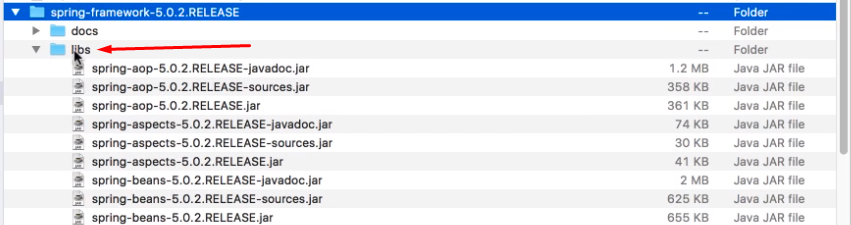 spring-framework-5.0.2.RELEASE -- Folder
docs -- Folder
libs -- Folder
spring-aop-5.0.2.RELEASE-javadoc.jar 1.2 MB Java JAR file
spring-aop-5.0.2.RELEASE-sources.jar 358 KB Java JAR file
spring-aop-5.0.2.RELEASE.jar 361 KB Java JAR file
spring-aspects-5.0.2.RELEASE-javadoc.jar 74 KB Java JAR file
spring-aspects-5.0.2.RELEASE-sources.jar 30 KB Java JAR file
spring-aspects-5.0.2.RELEASE.jar 41 KB Java JAR file
spring-beans-5.0.2.RELEASE-javadoc.jar 2 MB Java JAR file
spring-beans-5.0.2.RELEASE-sources.jar 625 KB Java JAR file
spring-beans-5.0.2.RELEASE.jar 655 KB Java JAR file